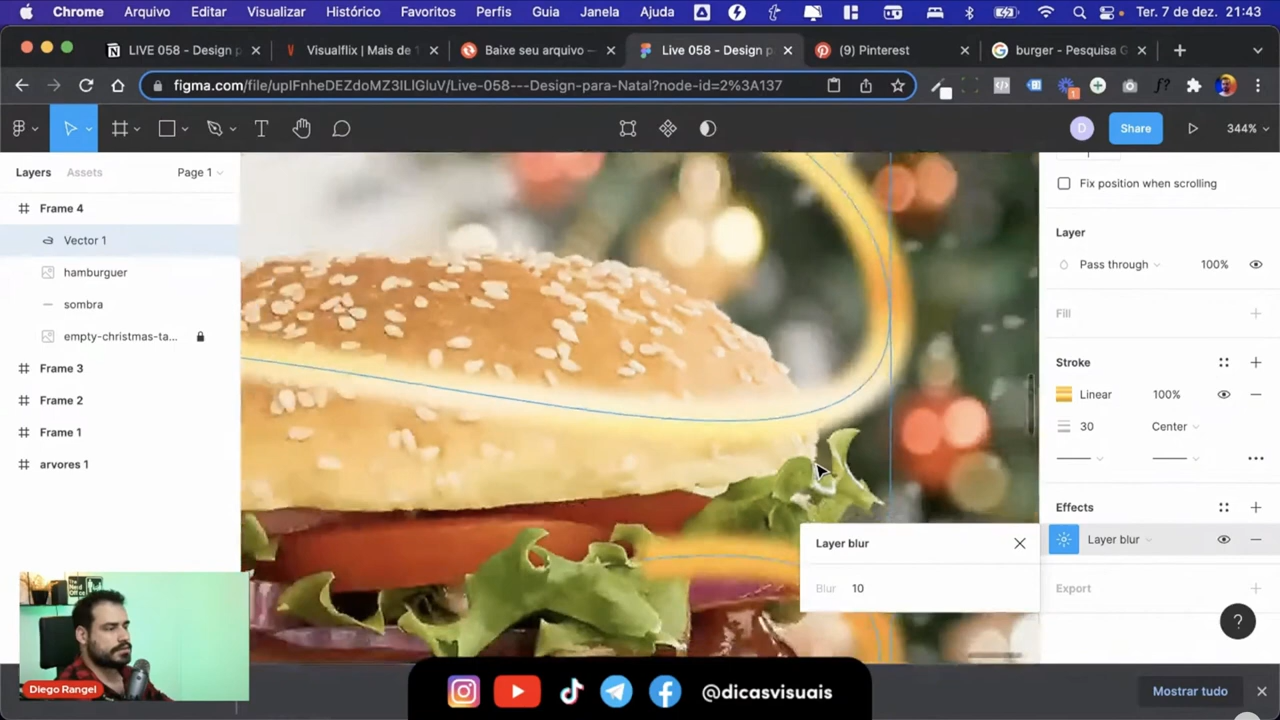 Chrome Arquivo Editar Visualizar Histórico Favoritos Perfis Guia Janela Ajuda Ter. 7 de dez. 21:43
LIVE 058 - Design p
Visualflix | Mais de 1
Baixe seu arquivo —
Live 058 - Design p
(9) Pinterest
burger - Pesquisa G
figma.com/file/upIFnheDEZdoMZ3ILlGluV/Live-058---Design-para-Natal?node-id=2%3A137
D Share 344%
Layers Assets Page 1
Frame 4
Vector 1
hamburguer
sombra
empty-christmas-ta...
Frame 3
Frame 2
Frame 1
arvores 1
Fix position when scrolling
Layer
Pass through 100%
Fill
Stroke
Linear 100%
30 Center
Effects
Layer blur
Export
Layer blur
Blur 10
?
The Nerd Office
Diego Rangel
@dicasvisuais
Mostrar tudo